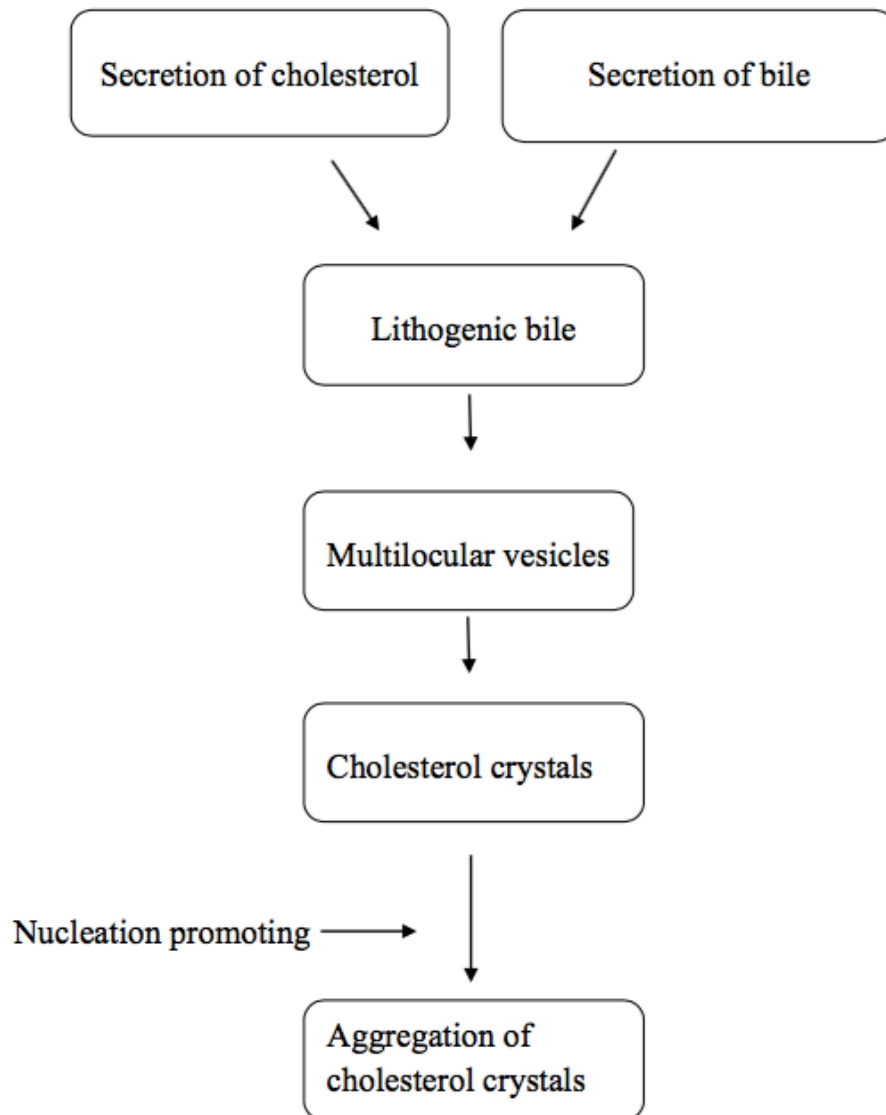 Secretion of cholesterol
Secretion of bile
Lithogenic bile
Multilocular vesicles
Cholesterol crystals
Nucleation promoting
Aggregation of
cholesterol crystals